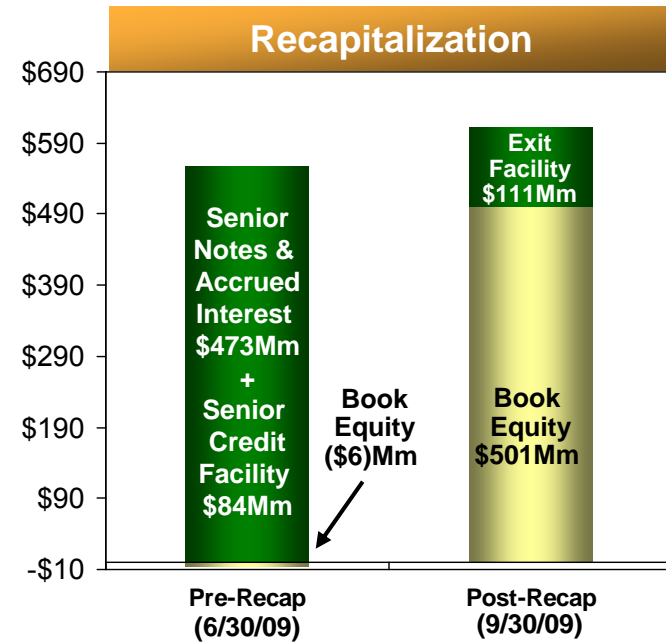 Recapitalization
$690
$590
$490
$390
$290
$190
$90
-$10
Senior
Notes &
Accrued
Interest
$473Mm
+
Senior
Credit
Facility
$84Mm
Book
Equity
($6)Mm
Exit
Facility
$111Mm
Book
Equity
$501Mm
Pre-Recap
(6/30/09)
Post-Recap
(9/30/09)